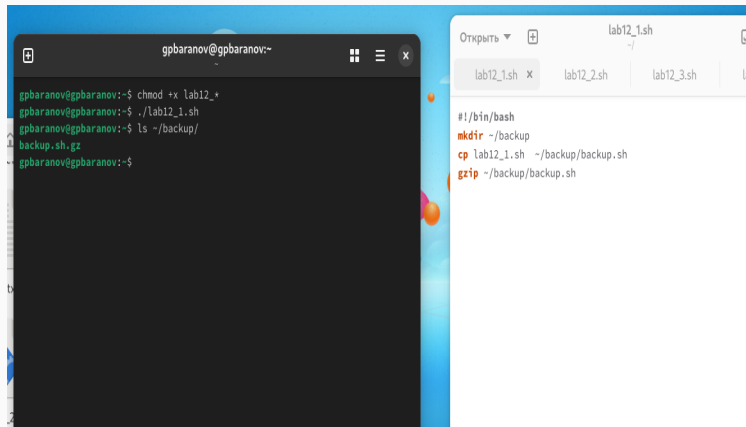 gpbaranov@gpbaranov:~
~
gpbaranov@gpbaranov:~$ chmod +x lab12_*
gpbaranov@gpbaranov:~$ ./lab12_1.sh
gpbaranov@gpbaranov:~$ ls ~/backup/
backup.sh.gz
gpbaranov@gpbaranov:~$
Открыть
lab12_1.sh
~/
lab12_1.sh
lab12_2.sh
lab12_3.sh
#!/bin/bash
mkdir ~/backup
cp lab12_1.sh  ~/backup/backup.sh
gzip ~/backup/backup.sh